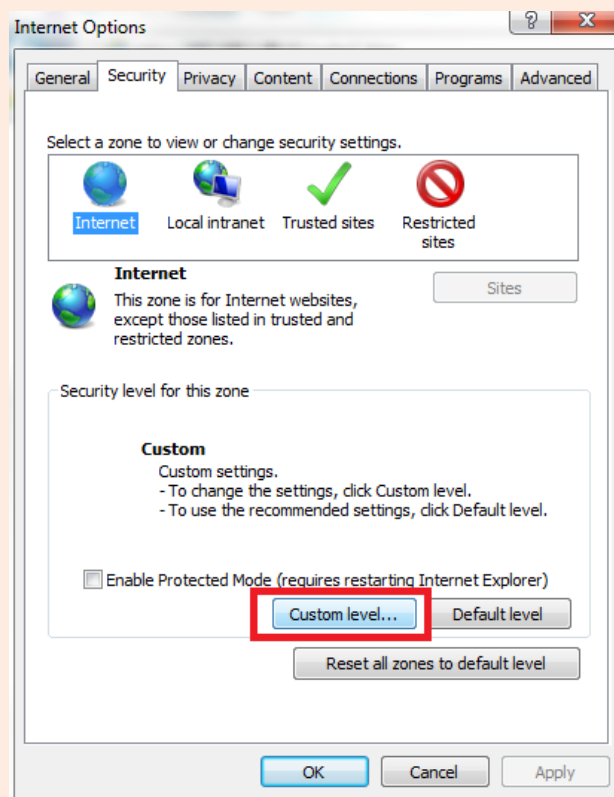 Internet Options
General Security Privacy Content Connections Programs Advanced
Select a zone to view or change security settings.
Internet Local intranet Trusted sites Restricted sites
Internet
Sites
This zone is for Internet websites,
except those listed in trusted and
restricted zones.
Security level for this zone
Custom
Custom settings.
- To change the settings, click Custom level.
- To use the recommended settings, click Default level.
Enable Protected Mode (requires restarting Internet Explorer)
Custom level... Default level
Reset all zones to default level
OK Cancel Apply